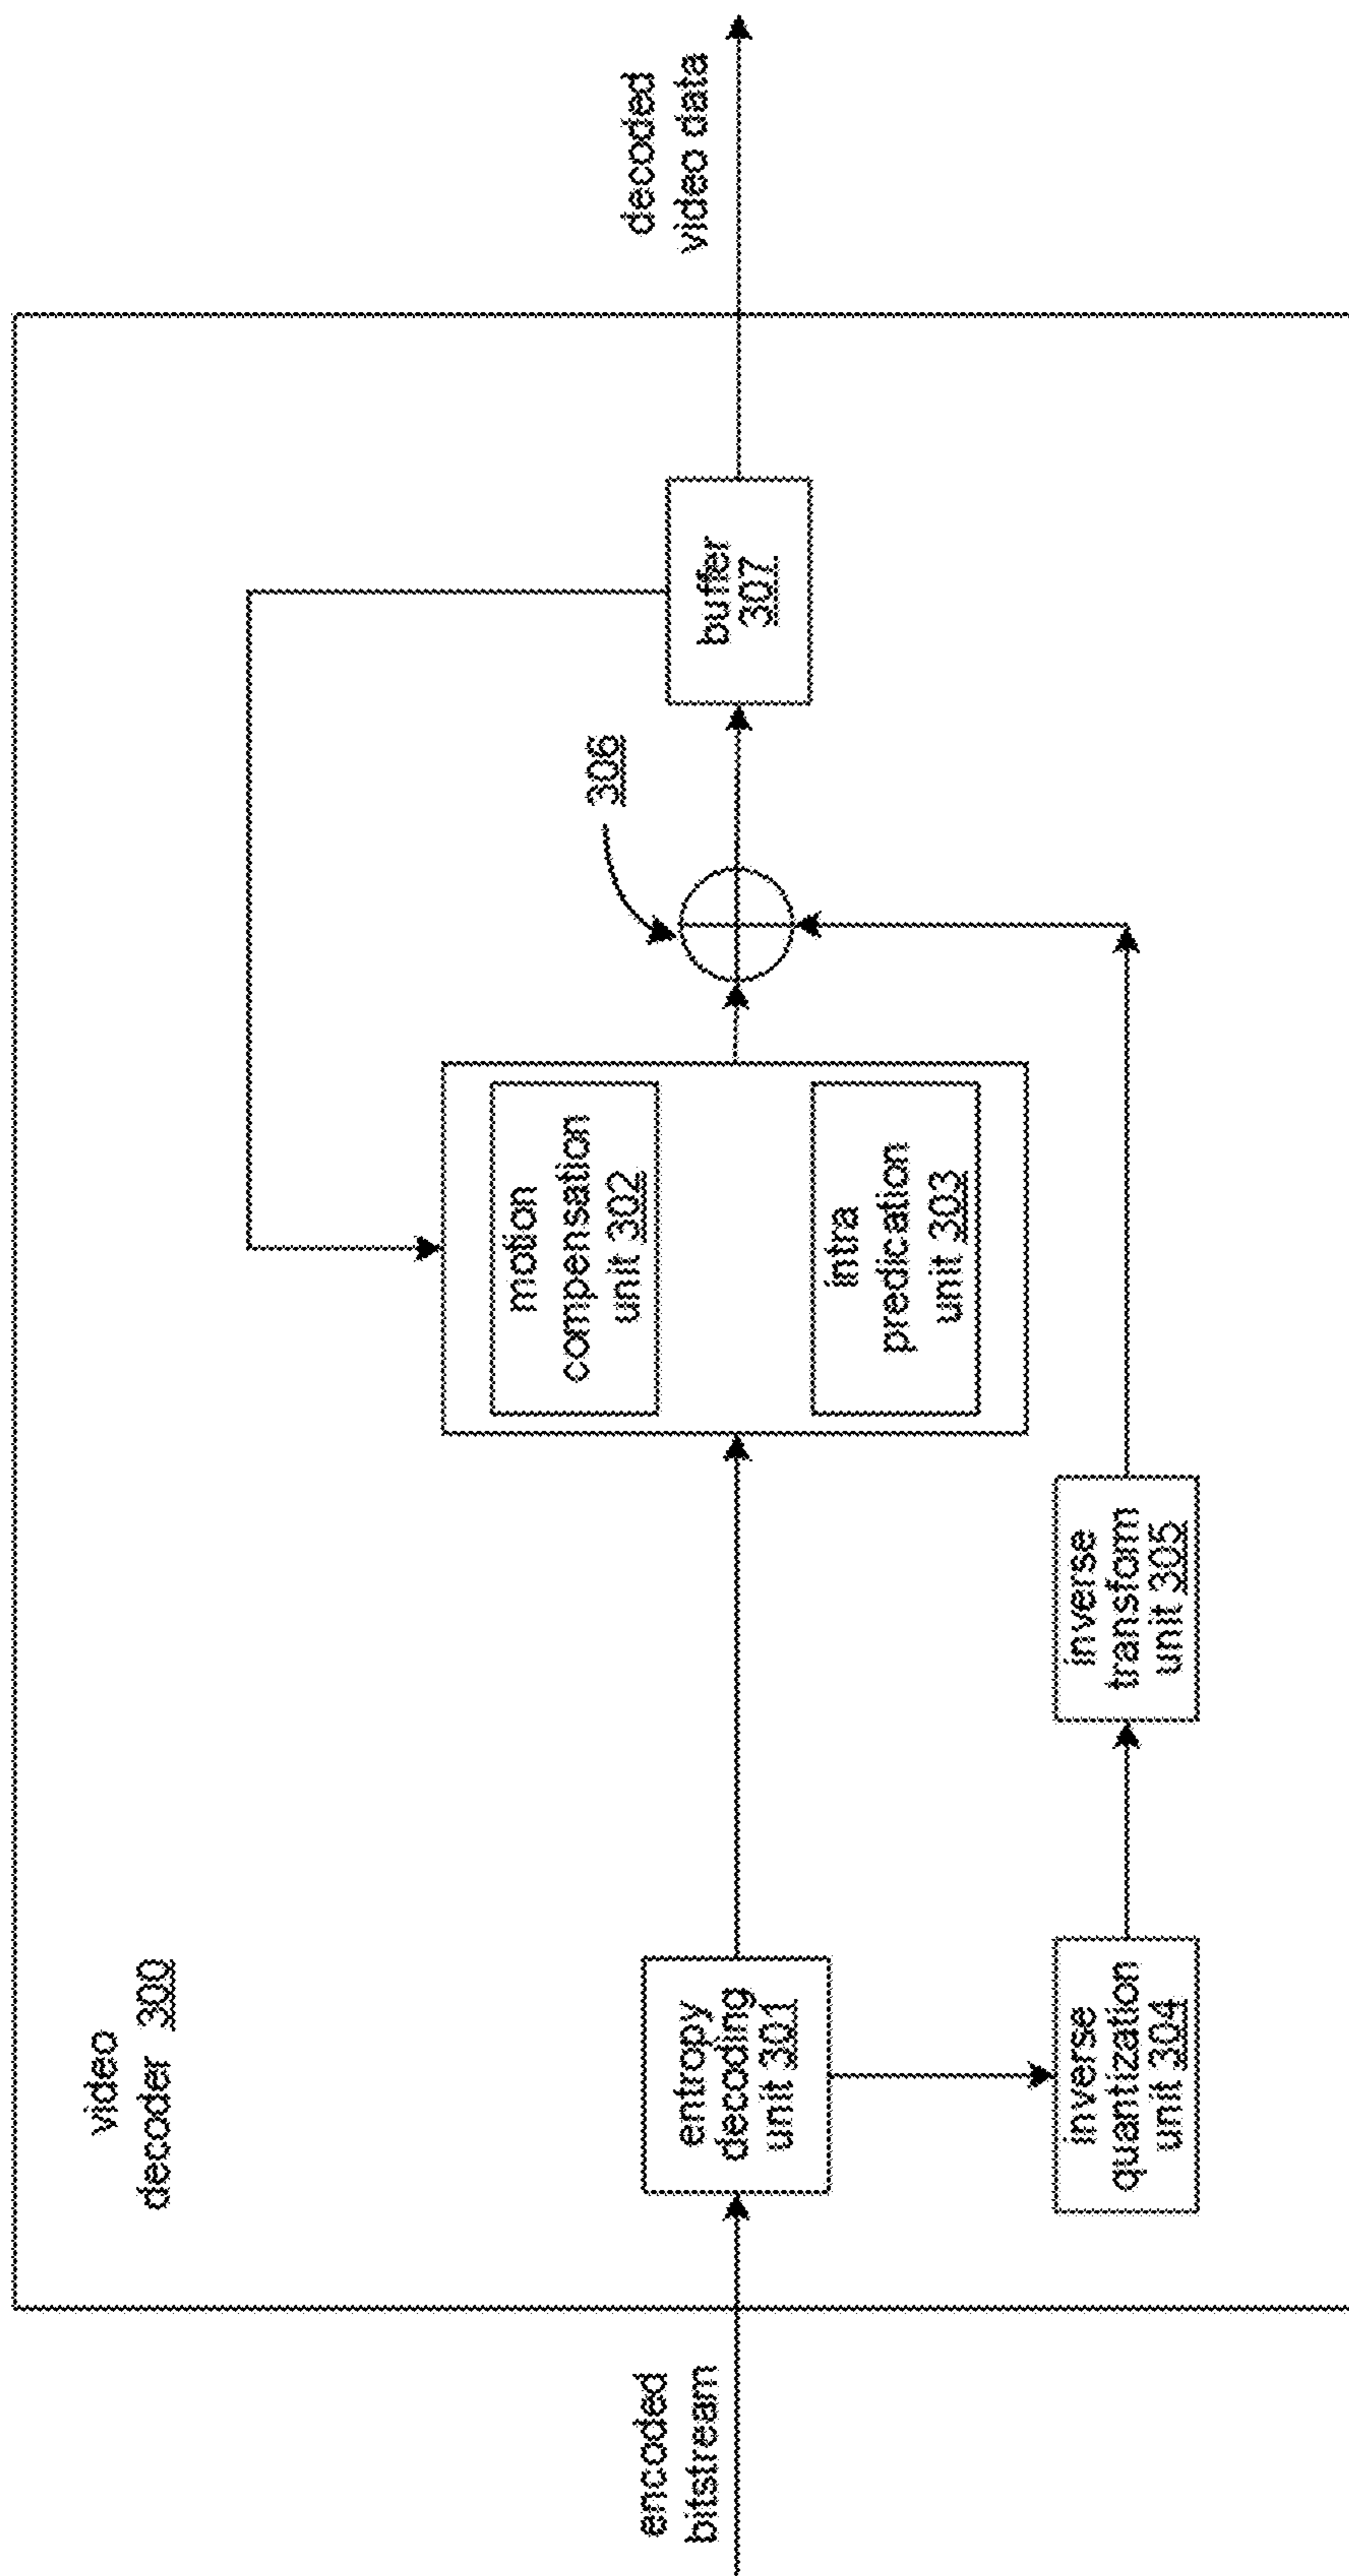 video
decoder 300
encoded
bitstream
entropy
decoding
unit 301
inverse
quantization
unit 304
inverse
transform
unit 305
motion
compensation
unit 302
intra
predication
unit 303
306
buffer
307
decoded
video data